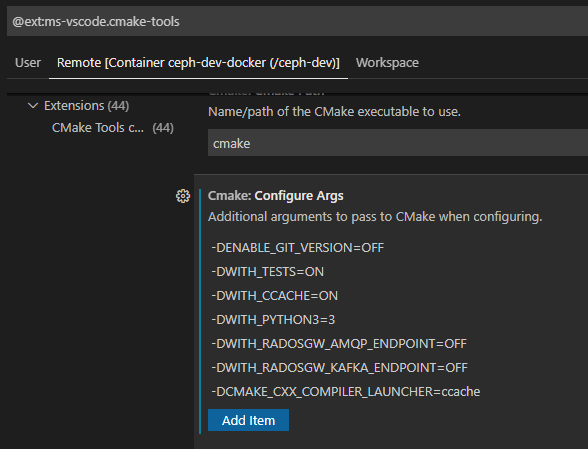 @ext:ms-vscode.cmake-tools
User Remote [Container ceph-dev-docker (/ceph-dev)] Workspace
Extensions (44)
CMake Tools c... (44)
Name/path of the CMake executable to use.
cmake
Cmake: Configure Args
Additional arguments to pass to CMake when configuring.
-DENABLE_GIT_VERSION=OFF
-DWITH_TESTS=ON
-DWITH_CCACHE=ON
-DWITH_PYTHON3=3
-DWITH_RADOSGW_AMQP_ENDPOINT=OFF
-DWITH_RADOSGW_KAFKA_ENDPOINT=OFF
-DCMAKE_CXX_COMPILER_LAUNCHER=ccache
Add Item